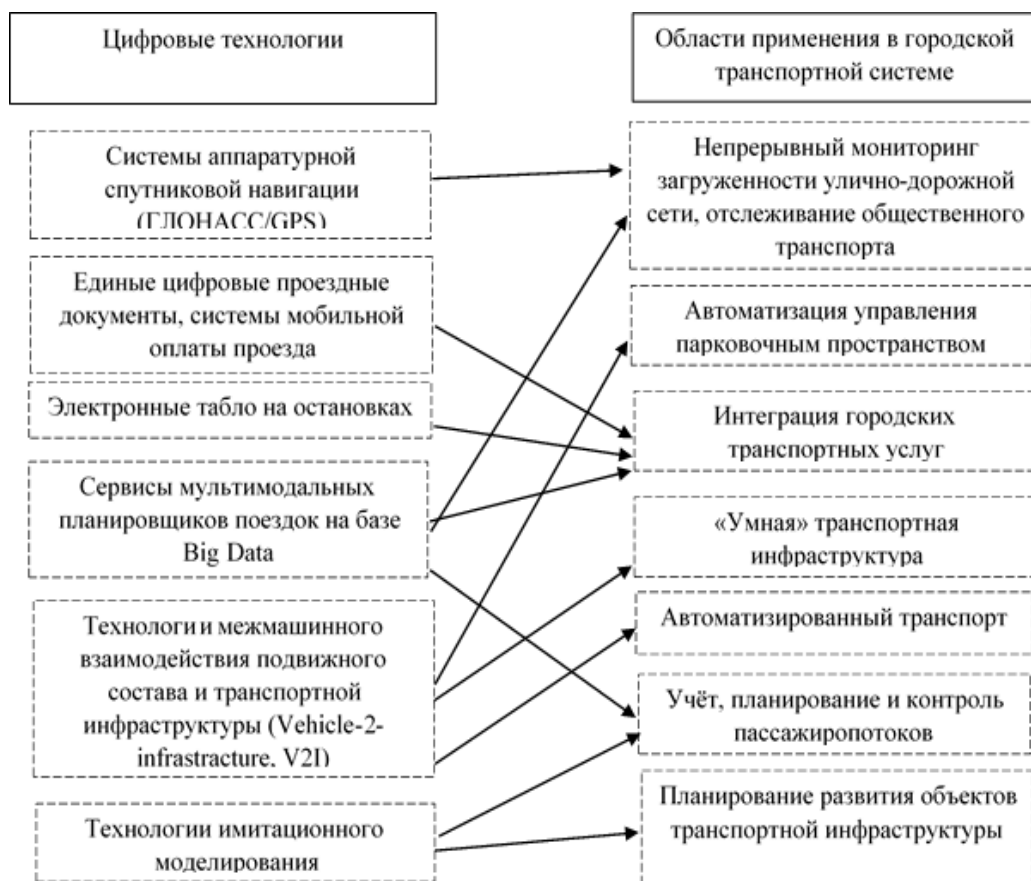 Цифровые технологии
Области применения в городской
транспортной системе
Системы аппаратурной
спутниковой навигации
(ГЛОНАСС/GPS)
Непрерывный мониторинг
загруженности улично-дорожной
сети, отслеживание общественного
транспорта
Единые цифровые проездные
документы, системы мобильной
оплаты проезда
Автоматизация управления
парковочным пространством
Электронные табло на остановках
Интеграция городских
транспортных услуг
Сервисы мультимодальных
планировщиков поездок на базе
Big Data
«Умная» транспортная
инфраструктура
Технологии межмашинного
взаимодействия подвижного
состава и транспортной
инфраструктуры (Vehicle-2-
infrastracture, V2I)
Автоматизированный транспорт
Учёт, планирование и контроль
пассажиропотоков
Технологии имитационного
моделирования
Планирование развития объектов
транспортной инфраструктуры